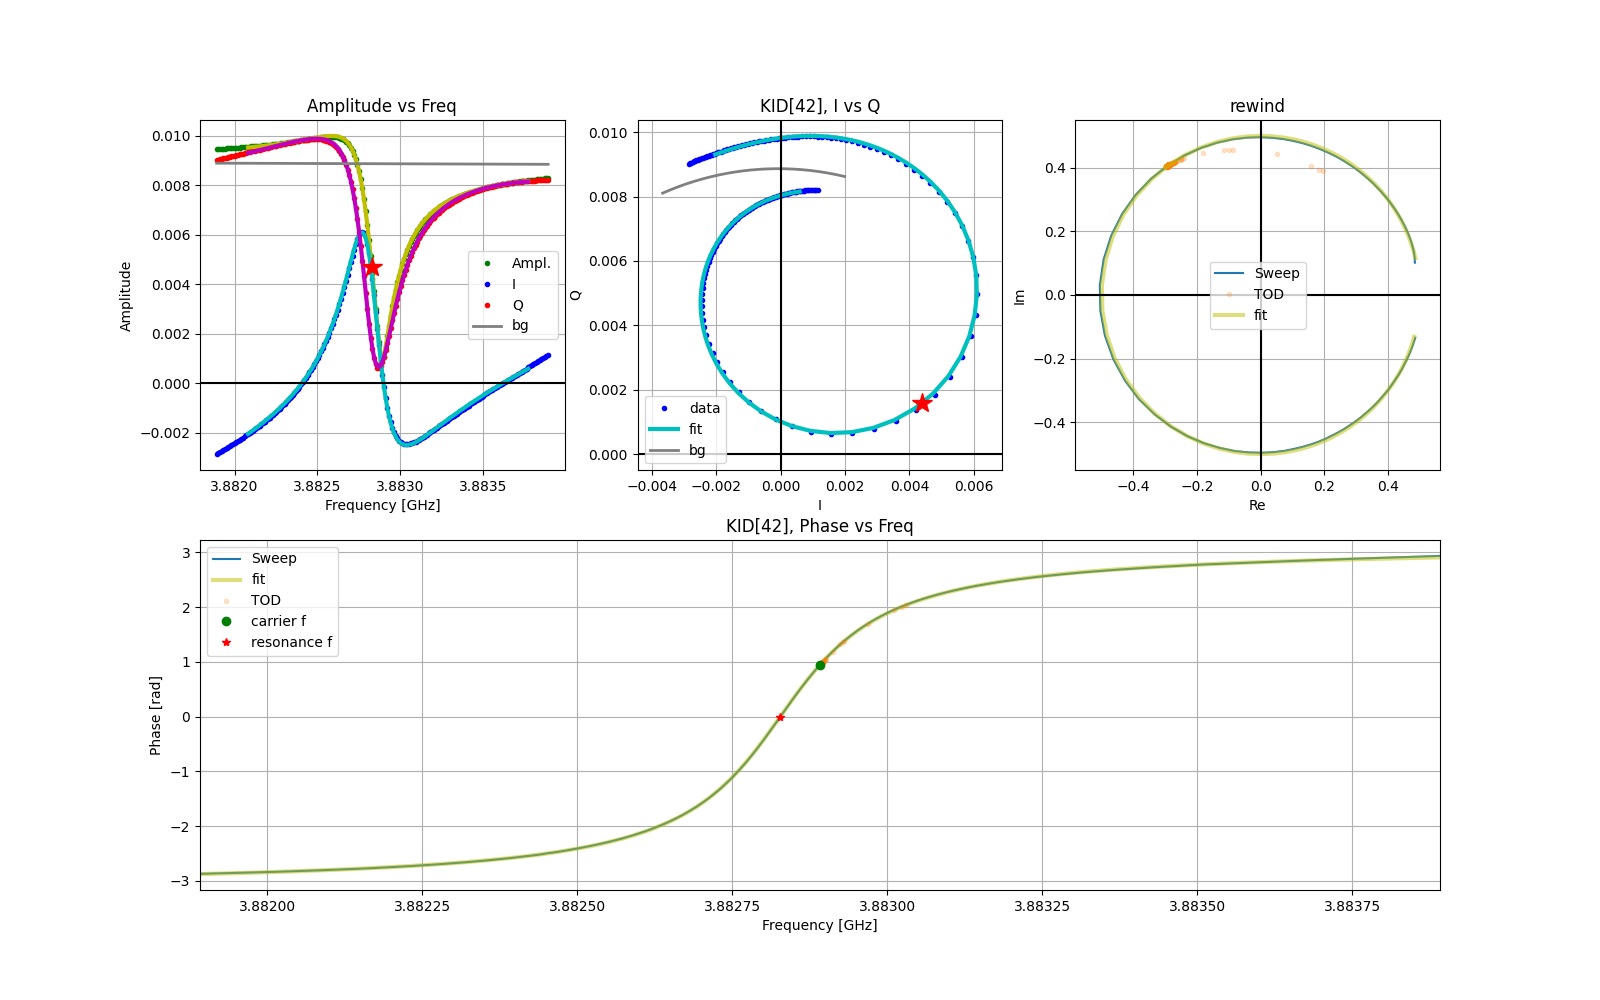 Amplitude vs Freq
Amplitude
0.010
0.008
0.006
0.004
0.002
0.000
−0.002
3.8820 3.8825 3.8830 3.8835
Frequency [GHz]
Ampl.
I
Q
bg
KID[42], I vs Q
Q
0.010
0.008
0.006
0.004
0.002
0.000
−0.004 −0.002 0.000 0.002 0.004 0.006
I
data
fit
bg
rewind
Im
0.4
0.2
0.0
−0.2
−0.4
−0.4 −0.2 0.0 0.2 0.4
Re
Sweep
TOD
fit
KID[42], Phase vs Freq
Phase [rad]
3
2
1
0
−1
−2
−3
3.88200 3.88225 3.88250 3.88275 3.88300 3.88325 3.88350 3.88375
Frequency [GHz]
Sweep
fit
TOD
carrier f
resonance f